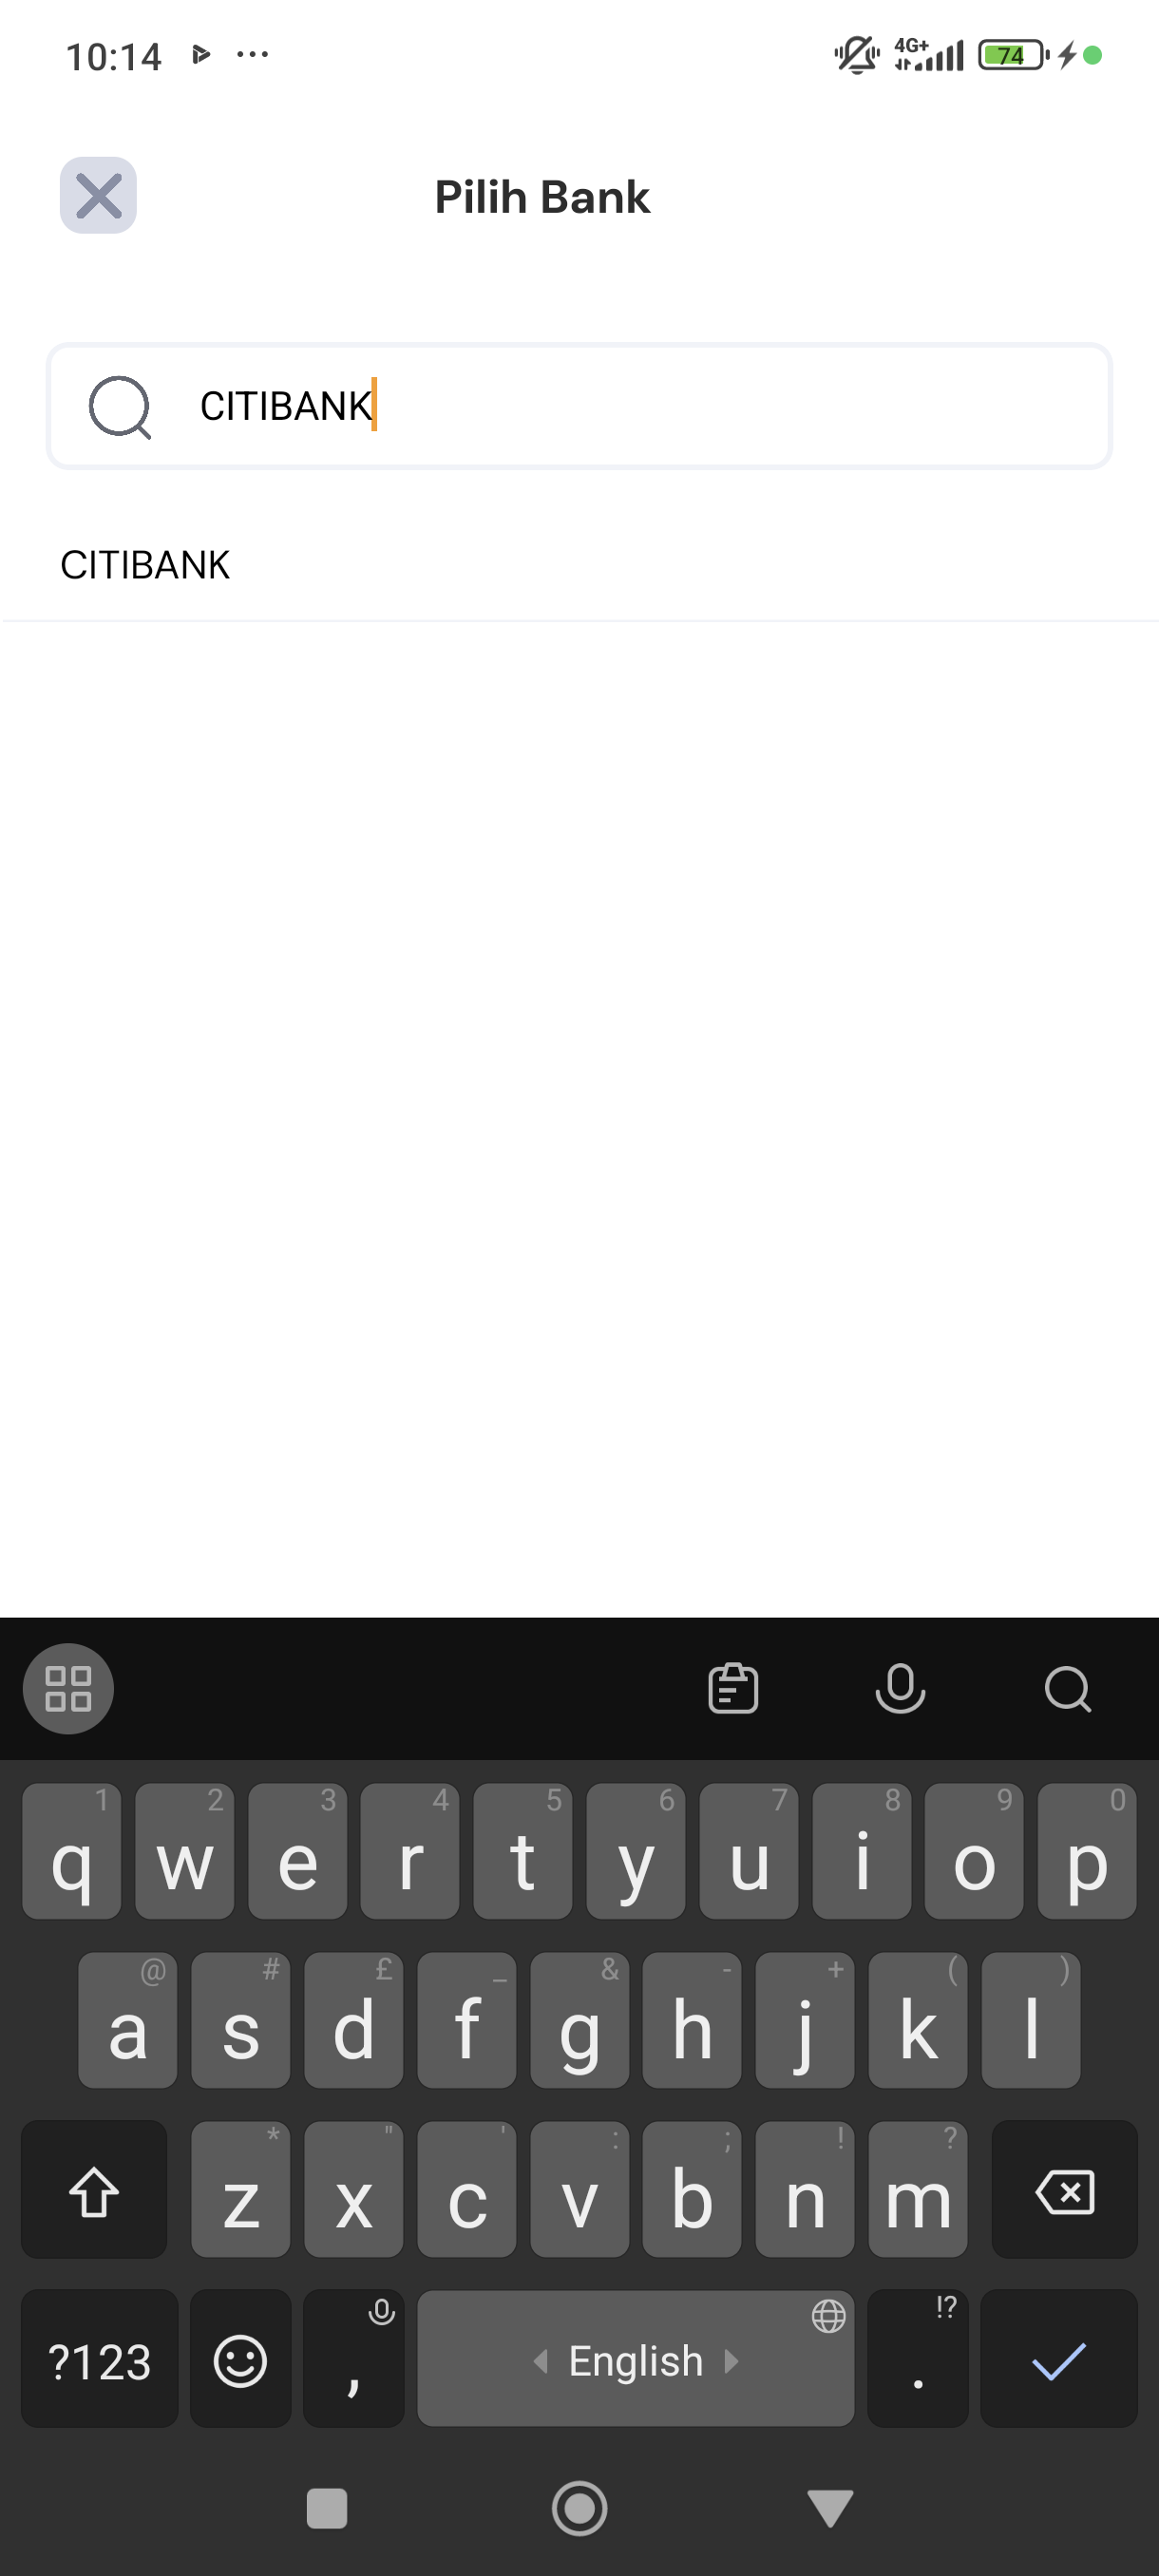 10:14
4G+
74
Pilih Bank
CITIBANK
CITIBANK
1 2 3 4 5 6 7 8 9 0
q w e r t y u i o p
@ # £ _ & - + ( )
a s d f g h j k l
* " ' : ; ! ?
z x c v b n m
!?
?123 , English .